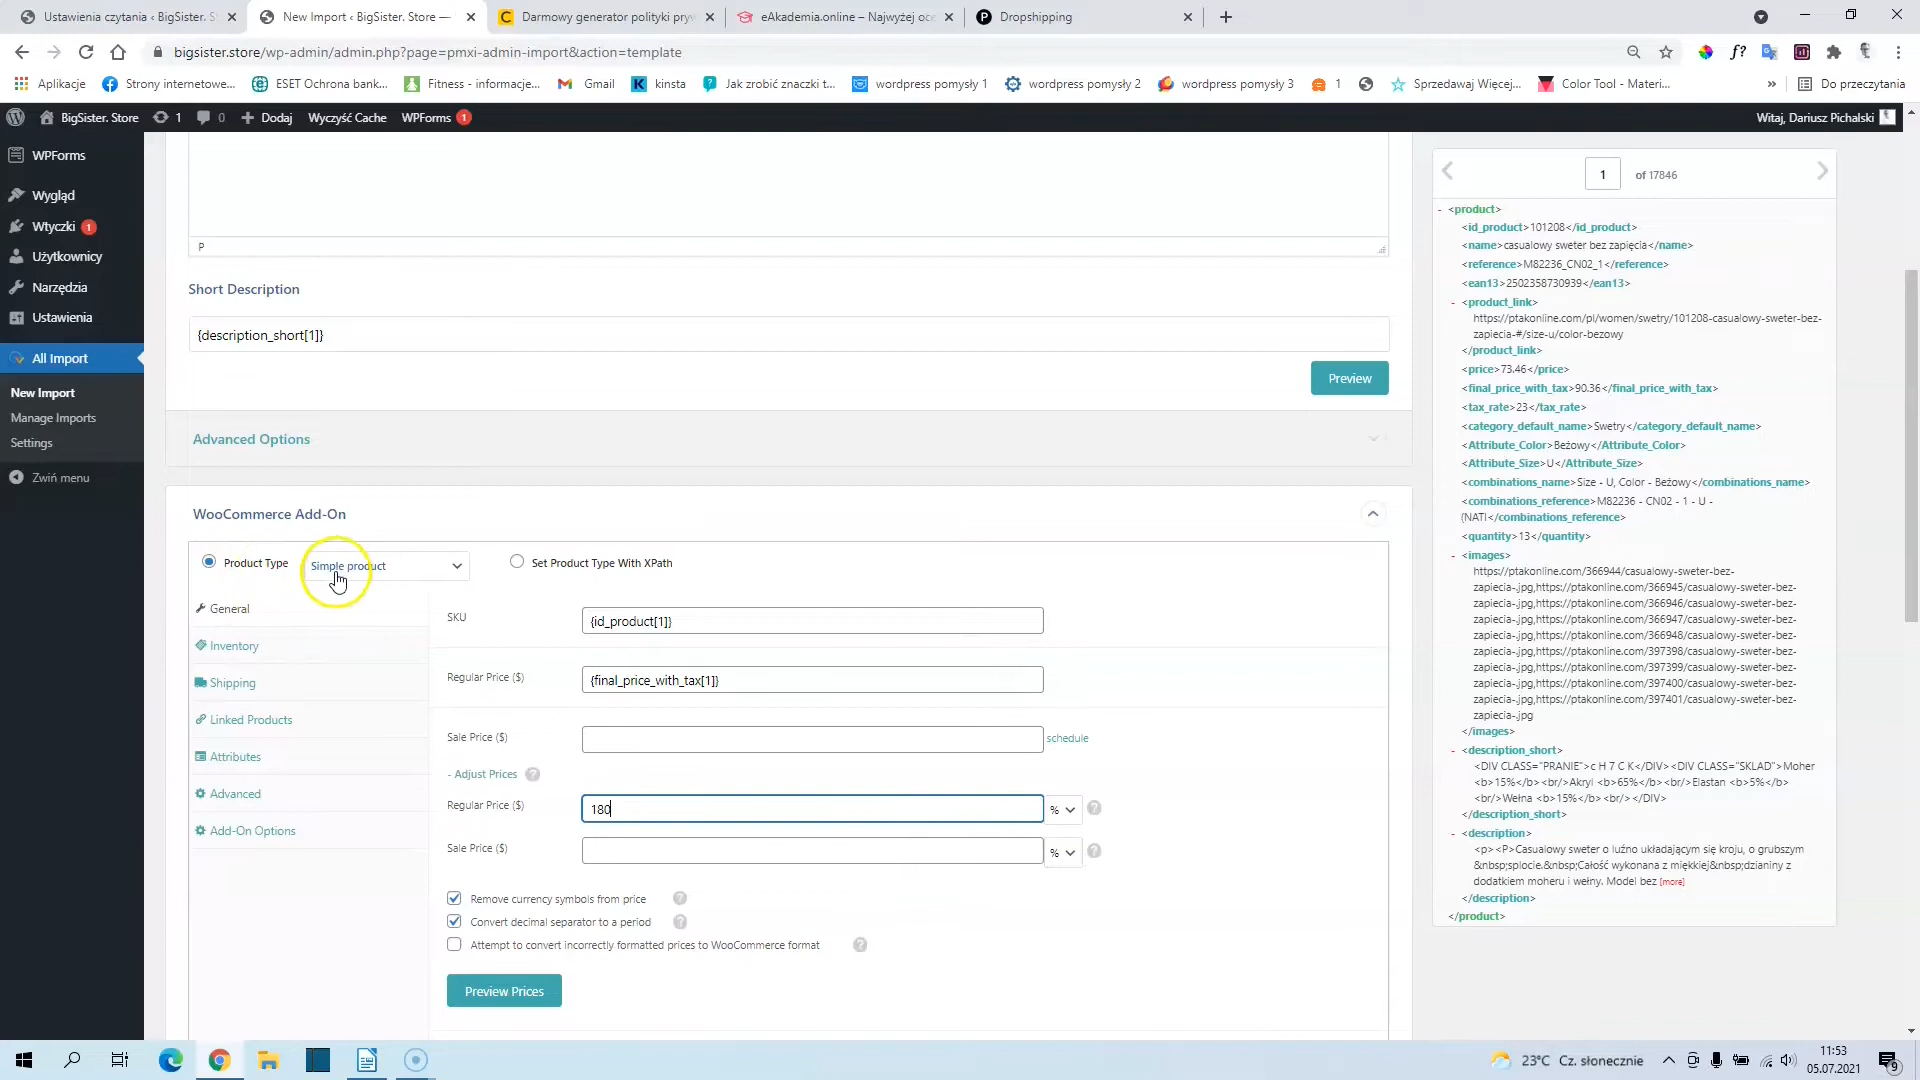 Ustawienia czytania ‹ BigSister. S
New Import ‹ BigSister. Store —
Darmowy generator polityki pryw
eAkademia.online – Najwyżej oce
Dropshipping
bigsister.store/wp-admin/admin.php?page=pmxi-admin-import&action=template
Aplikacje
Strony internetowe...
ESET Ochrona bank...
Fitness - informacje...
Gmail
kinsta
Jak zrobić znaczki t...
wordpress pomysły 1
wordpress pomysły 2
wordpress pomysły 3
1
Sprzedawaj Więcej,...
Color Tool - Materi...
»
Do przeczytania
BigSister. Store
1
0
Dodaj
Wyczyść Cache
WPForms 1
Witaj, Dariusz Pichalski
WPForms
Wygląd
Wtyczki 1
Użytkownicy
Narzędzia
Ustawienia
All Import
New Import
Manage Imports
Settings
Zwiń menu
P
Short Description
{description_short[1]}
Preview
Advanced Options
WooCommerce Add-On
Product Type
Simple product
Set Product Type With XPath
General
Inventory
Shipping
Linked Products
Attributes
Advanced
Add-On Options
SKU
{id_product[1]}
Regular Price ($)
{final_price_with_tax[1]}
Sale Price ($)
schedule
- Adjust Prices ?
Regular Price ($)
180
% ?
Sale Price ($)
% ?
Remove currency symbols from price ?
Convert decimal separator to a period ?
Attempt to convert incorrectly formatted prices to WooCommerce format ?
Preview Prices
1 of 17846
- <product>
<id_product>101208</id_product>
<name>casualowy sweter bez zapięcia</name>
<reference>M82236_CN02_1</reference>
<ean13>2502358730939</ean13>
- <product_link>
https://ptakonline.com/pl/women/swetry/101208-casualowy-sweter-bez-
zapiecia-#/size-u/color-bezowy
</product_link>
<price>73.46</price>
<final_price_with_tax>90.36</final_price_with_tax>
<tax_rate>23</tax_rate>
<category_default_name>Swetry</category_default_name>
<Attribute_Color>Beżowy</Attribute_Color>
<Attribute_Size>U</Attribute_Size>
<combinations_name>Size - U, Color - Beżowy</combinations_name>
<combinations_reference>M82236 - CN02 - 1 - U -
(NATI</combinations_reference>
<quantity>13</quantity>
- <images>
https://ptakonline.com/366944/casualowy-sweter-bez-
zapiecia-.jpg,https://ptakonline.com/366945/casualowy-sweter-bez-
zapiecia-.jpg,https://ptakonline.com/366946/casualowy-sweter-bez-
zapiecia-.jpg,https://ptakonline.com/366947/casualowy-sweter-bez-
zapiecia-.jpg,https://ptakonline.com/366948/casualowy-sweter-bez-
zapiecia-.jpg,https://ptakonline.com/397398/casualowy-sweter-bez-
zapiecia-.jpg,https://ptakonline.com/397399/casualowy-sweter-bez-
zapiecia-.jpg,https://ptakonline.com/397400/casualowy-sweter-bez-
zapiecia-.jpg,https://ptakonline.com/397401/casualowy-sweter-bez-
zapiecia-.jpg
</images>
- <description_short>
<DIV CLASS="PRANIE">c H 7 C K</DIV><DIV CLASS="SKLAD">Moher
<b>15%</b><br/>Akryl <b>65%</b><br/>Elastan <b>5%</b>
<br/>Wełna <b>15%</b><br/></DIV>
</description_short>
- <description>
<p><P>Casualowy sweter o luźno układającym się kroju, o grubszym
&nbsp;splocie.&nbsp;Całość wykonana z miękkiej&nbsp;dzianiny z
dodatkiem moheru i wełny. Model bez [more]
</description>
</product>
23°C Cz. słonecznie
11:53
05.07.2021
9